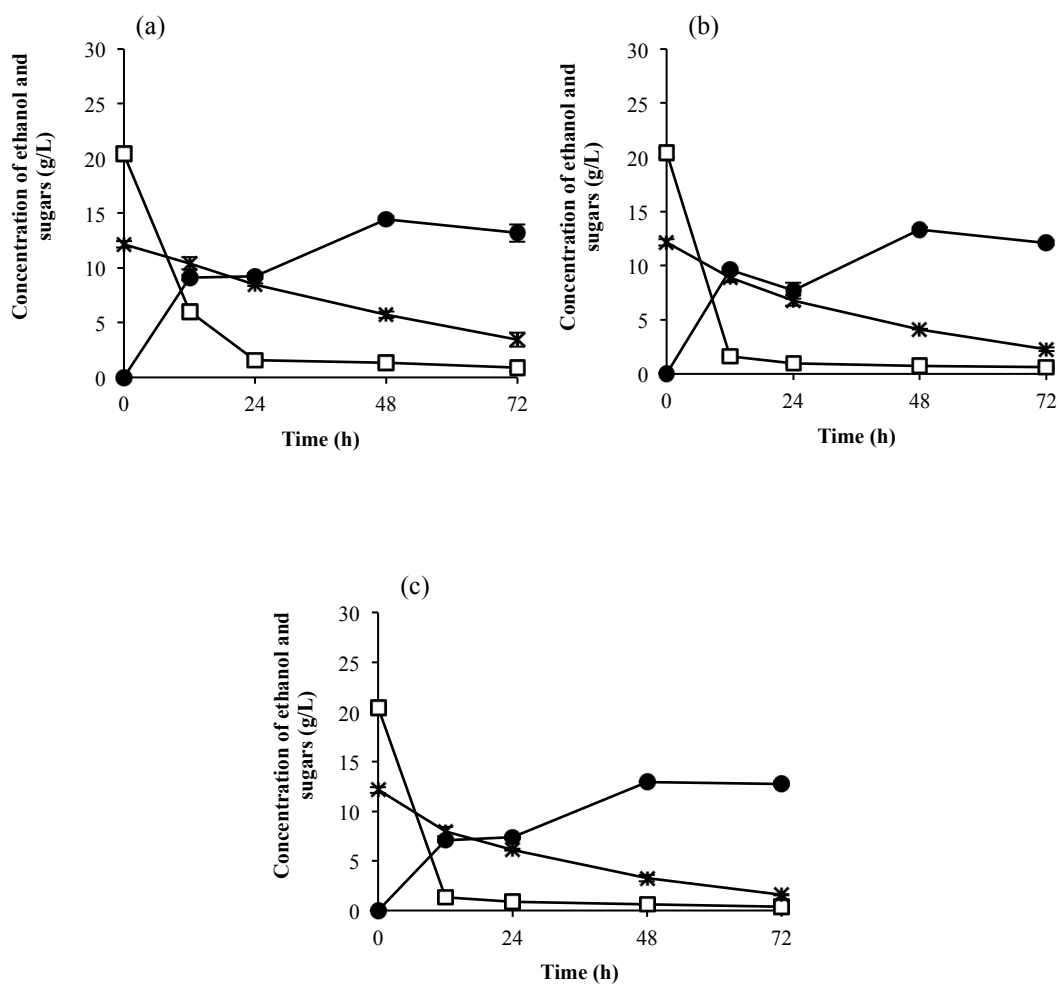 (a)
Concentration of ethanol and
sugars (g/L)
30
25
20
15
10
5
0
0 24 48 72
Time (h)
(b)
Concentration of ethanol and
sugars (g/L)
30
25
20
15
10
5
0
0 24 48 72
Time (h)
(c)
Concentration of ethanol and
sugars (g/L)
30
25
20
15
10
5
0
0 24 48 72
Time (h)